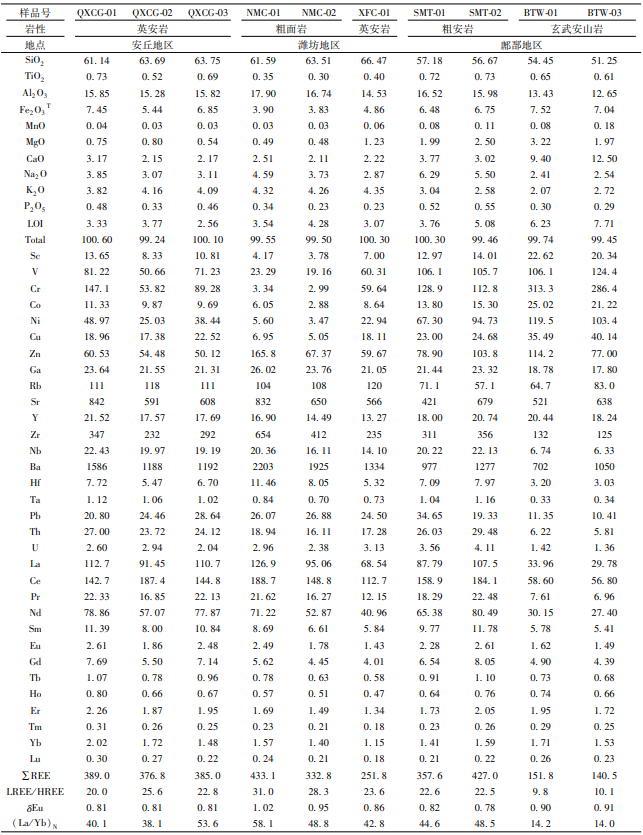 样品号 QXCG-01 QXCG-02 QXCG-03 NMC-01 NMC-02 XFC-01 SMT-01 SMT-02 BTW-01 BTW-03
岩性 英安岩 粗面岩 英安岩 粗安岩 玄武安山岩
地点 安丘地区 潍坊地区 郯郚地区
SiO₂ 61.14 63.69 63.75 61.59 63.51 66.47 57.18 56.67 54.45 51.25
TiO₂ 0.73 0.52 0.69 0.35 0.30 0.40 0.72 0.73 0.65 0.61
Al₂O₃ 15.85 15.28 15.82 17.90 16.74 14.53 16.52 15.98 13.43 12.65
Fe₂O₃ᵀ 7.45 5.44 6.85 3.90 3.83 4.86 6.48 6.75 7.52 7.04
MnO 0.04 0.03 0.03 0.03 0.03 0.06 0.08 0.11 0.08 0.18
MgO 0.75 0.80 0.54 0.49 0.48 1.23 1.99 2.50 3.22 1.97
CaO 3.17 2.15 2.17 2.51 2.11 2.22 3.77 3.02 9.40 12.50
Na₂O 3.85 3.07 3.11 4.59 3.73 2.87 6.29 5.50 2.41 2.54
K₂O 3.82 4.16 4.09 4.32 4.26 4.35 3.04 2.58 2.07 2.72
P₂O₅ 0.48 0.33 0.46 0.34 0.23 0.23 0.52 0.55 0.30 0.29
LOI 3.33 3.77 2.56 3.54 4.28 3.07 3.76 5.08 6.23 7.71
Total 100.60 99.24 100.10 99.55 99.50 100.30 100.30 99.46 99.74 99.45
Sc 13.65 8.33 10.81 4.17 3.78 7.00 12.97 14.01 22.62 20.34
V 81.22 50.66 71.23 23.29 19.16 60.31 106.1 105.7 106.1 124.4
Cr 147.1 53.82 89.28 3.34 2.99 59.64 128.9 112.8 313.3 286.4
Co 11.33 9.87 9.69 6.05 2.88 8.64 13.80 15.30 25.02 21.22
Ni 48.97 25.03 38.44 5.60 3.47 22.94 67.30 94.73 119.5 103.4
Cu 18.96 17.38 22.52 6.95 5.05 18.11 23.00 24.68 35.49 40.14
Zn 60.53 54.48 50.12 165.8 67.37 59.67 78.90 103.8 114.2 77.00
Ga 23.64 21.55 21.31 26.02 23.76 21.05 21.44 23.32 18.78 17.80
Rb 111 118 111 104 108 120 71.1 57.1 64.7 83.0
Sr 842 591 608 832 650 566 421 679 521 638
Y 21.52 17.57 17.69 16.90 14.49 13.27 18.00 20.74 20.44 18.24
Zr 347 232 292 654 412 235 311 356 132 125
Nb 22.43 19.97 19.19 20.36 16.11 14.10 20.22 22.13 6.74 6.33
Ba 1586 1188 1192 2203 1925 1334 977 1277 702 1050
Hf 7.72 5.47 6.70 11.46 8.05 5.32 7.09 7.97 3.20 3.03
Ta 1.12 1.06 1.02 0.84 0.70 0.73 1.04 1.16 0.33 0.34
Pb 20.80 24.46 28.64 26.07 26.88 24.50 34.65 19.33 11.35 10.41
Th 27.00 23.72 24.12 18.94 16.11 17.28 26.03 29.48 6.22 5.81
U 2.60 2.94 2.04 2.96 2.38 3.13 3.56 4.11 1.42 1.36
La 112.7 91.45 110.7 126.9 95.06 68.54 87.79 107.5 33.96 29.78
Ce 142.7 187.4 144.8 188.7 148.8 112.7 158.9 184.1 58.60 56.80
Pr 22.33 16.85 22.13 21.62 16.27 12.15 18.29 22.48 7.61 6.96
Nd 78.86 57.07 77.87 71.22 52.87 40.96 65.38 80.49 30.15 27.40
Sm 11.39 8.00 10.84 8.69 6.61 5.84 9.77 11.78 5.78 5.41
Eu 2.61 1.86 2.48 2.49 1.78 1.43 2.28 2.61 1.62 1.49
Gd 7.69 5.50 7.14 5.62 4.45 4.01 6.54 8.05 4.90 4.39
Tb 1.07 0.78 0.96 0.78 0.63 0.58 0.91 1.10 0.73 0.68
Ho 0.80 0.66 0.67 0.57 0.51 0.47 0.64 0.76 0.74 0.66
Er 2.26 1.87 1.95 1.69 1.49 1.34 1.73 2.05 1.95 1.72
Tm 0.31 0.26 0.25 0.23 0.21 0.18 0.23 0.26 0.29 0.25
Yb 2.02 1.72 1.48 1.57 1.40 1.15 1.41 1.59 1.71 1.53
Lu 0.30 0.27 0.22 0.24 0.21 0.18 0.21 0.22 0.26 0.23
∑REE 389.0 376.8 385.0 433.1 332.8 251.8 357.6 427.0 151.8 140.5
LREE/HREE 20.0 25.6 22.8 31.0 28.3 23.6 22.6 22.5 9.8 10.1
δEu 0.81 0.81 0.81 1.02 0.95 0.86 0.82 0.78 0.90 0.91
(La/Yb)N 40.1 38.1 53.6 58.1 48.8 42.8 44.6 48.5 14.2 14.0